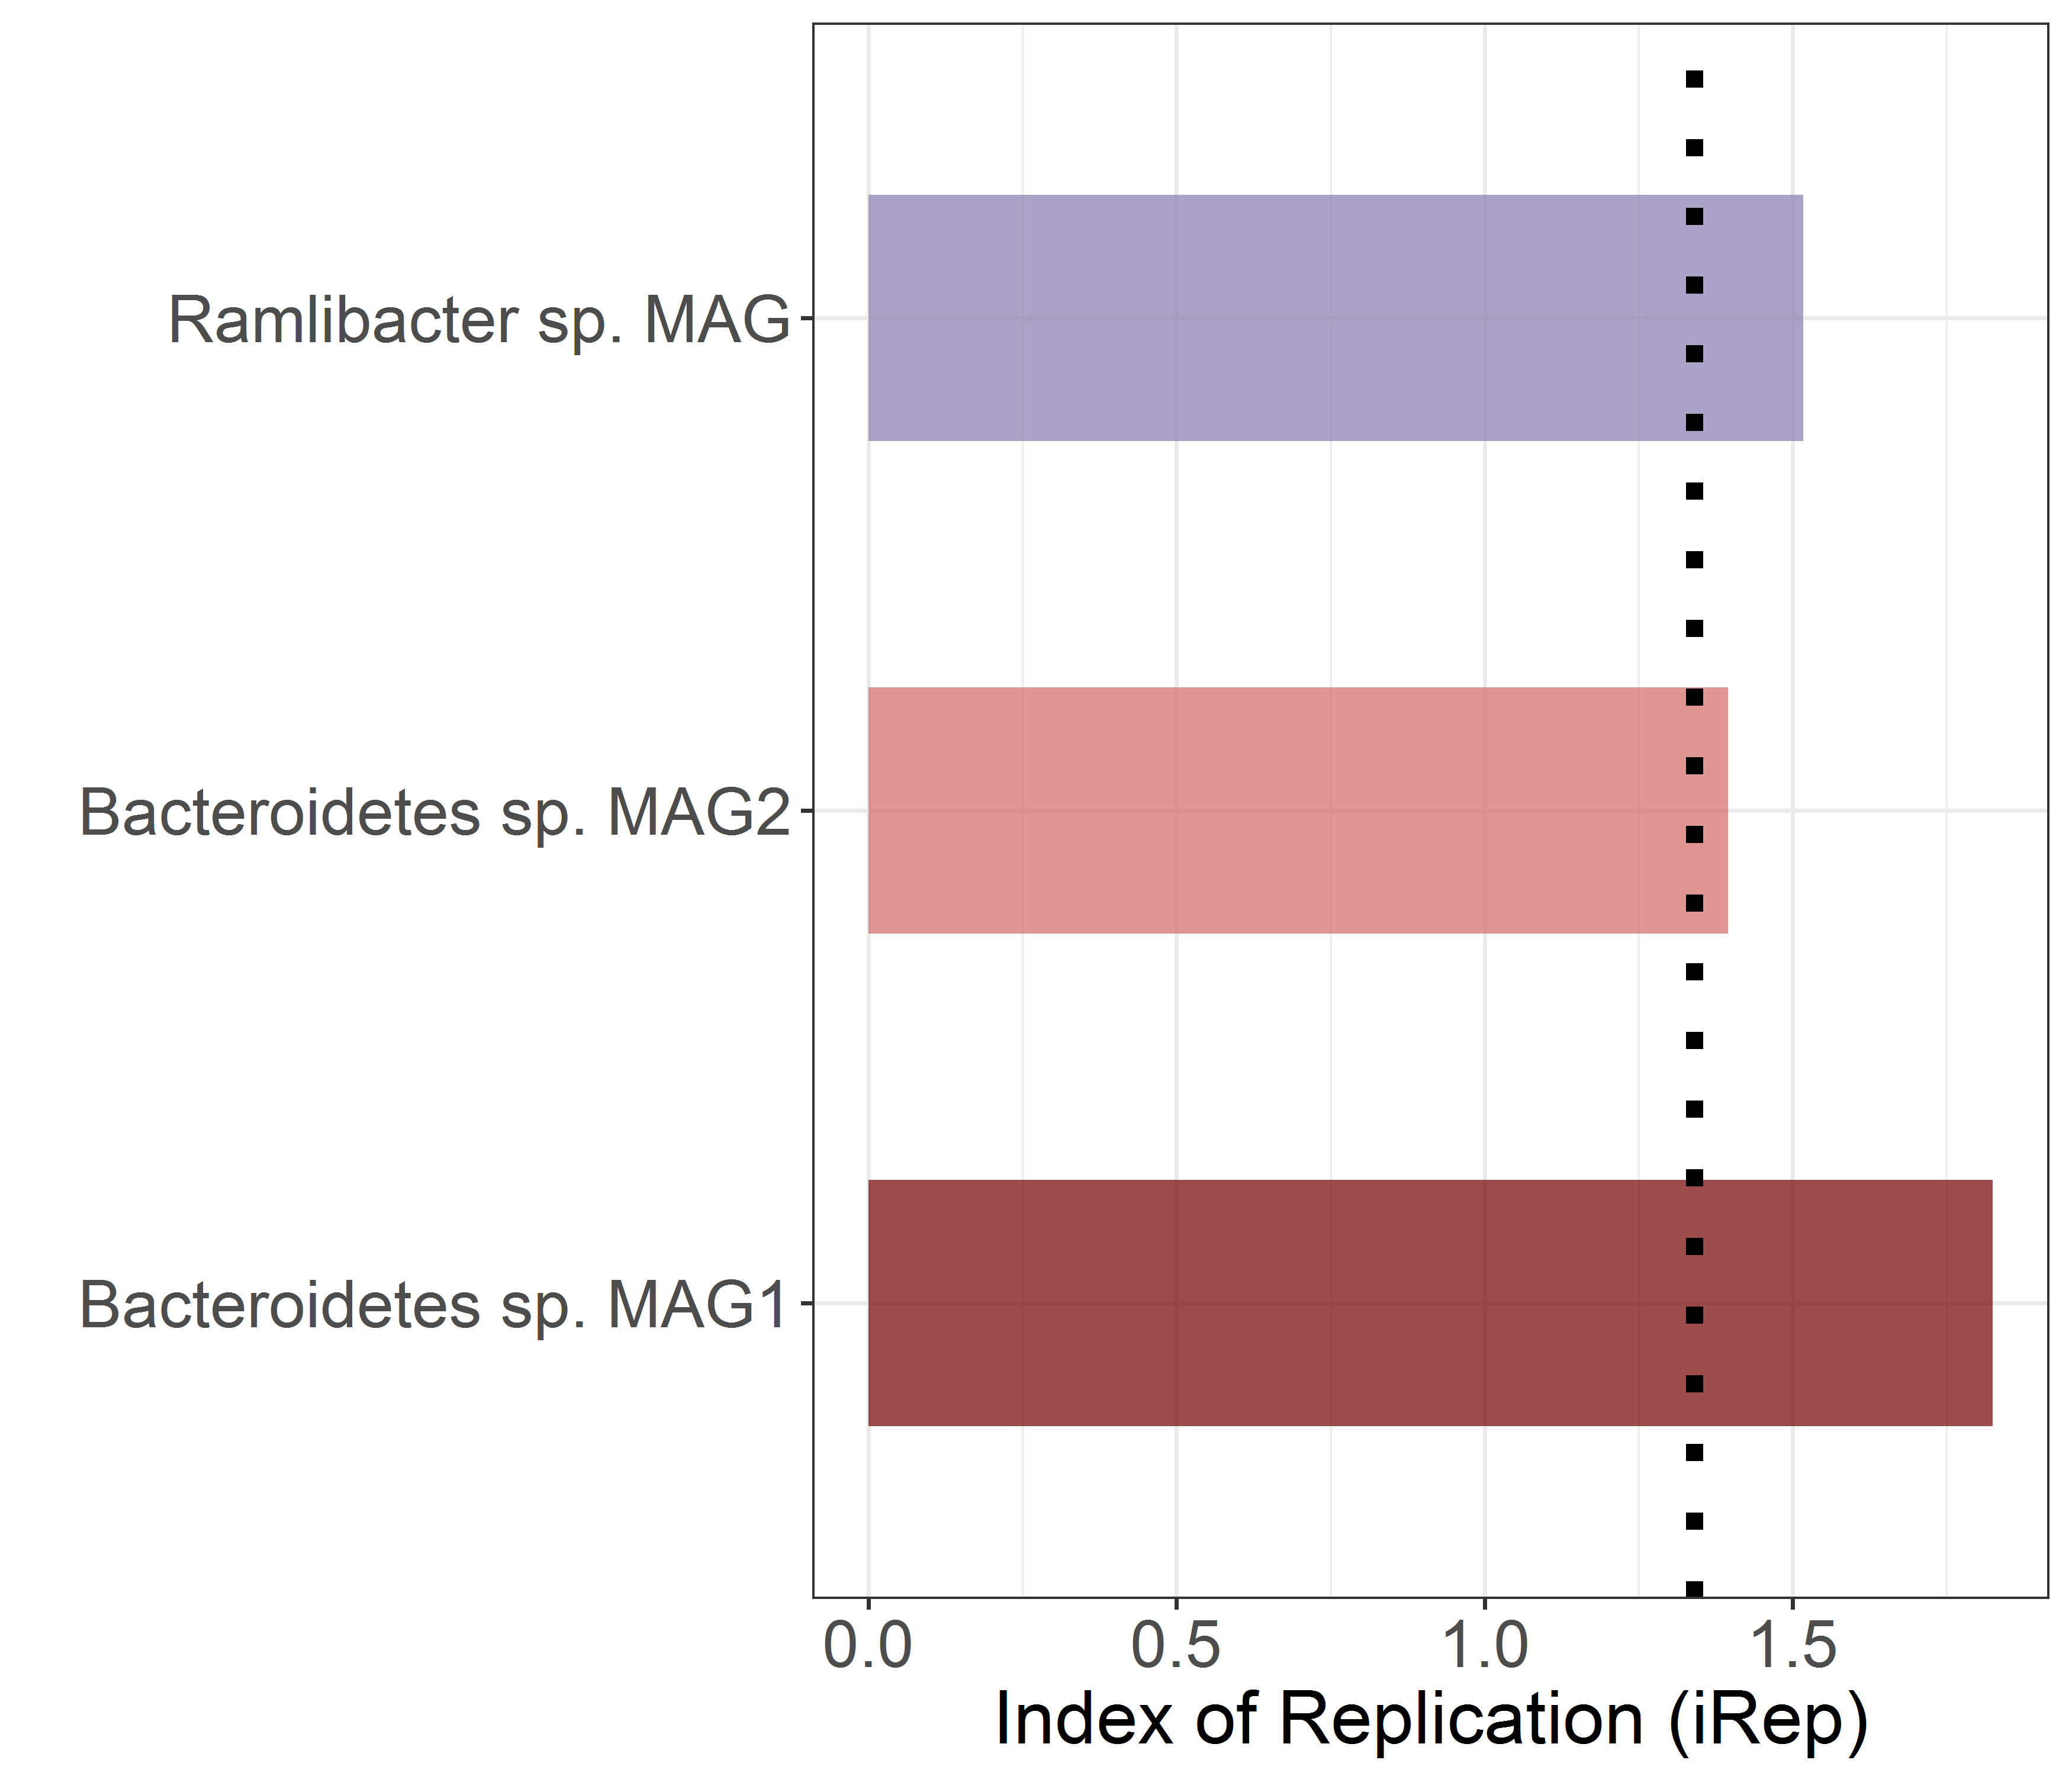 Ramlibacter sp. MAG
Bacteroidetes sp. MAG2
Bacteroidetes sp. MAG1
0.0 0.5 1.0 1.5
Index of Replication (iRep)